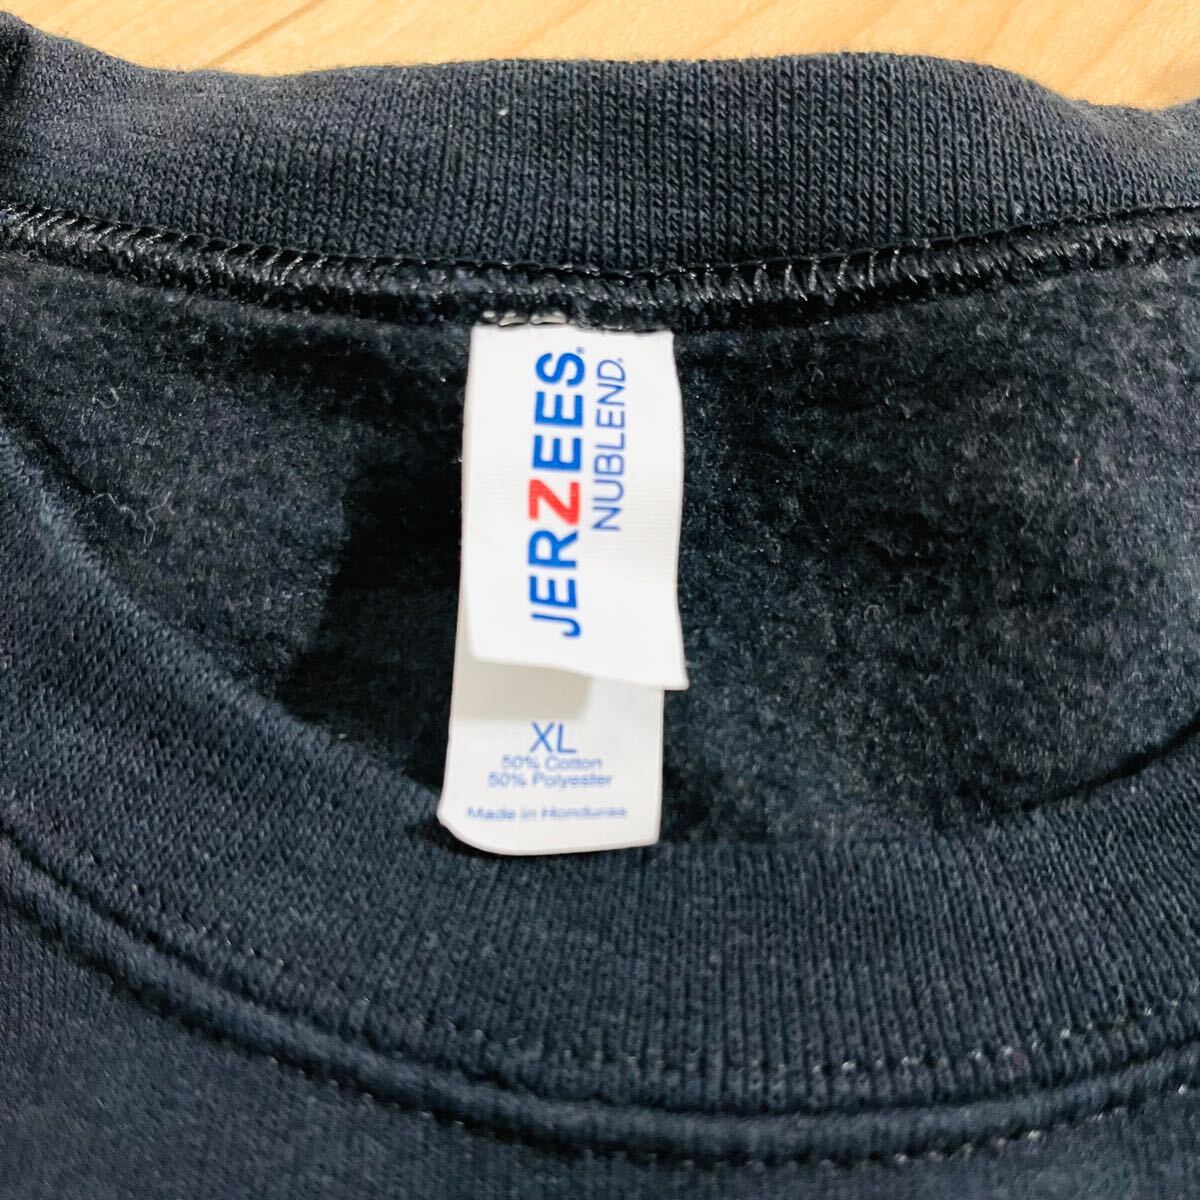 JERZEES®
NUBLEND®
XL
50% Cotton
50% Polyester
Made in Honduras